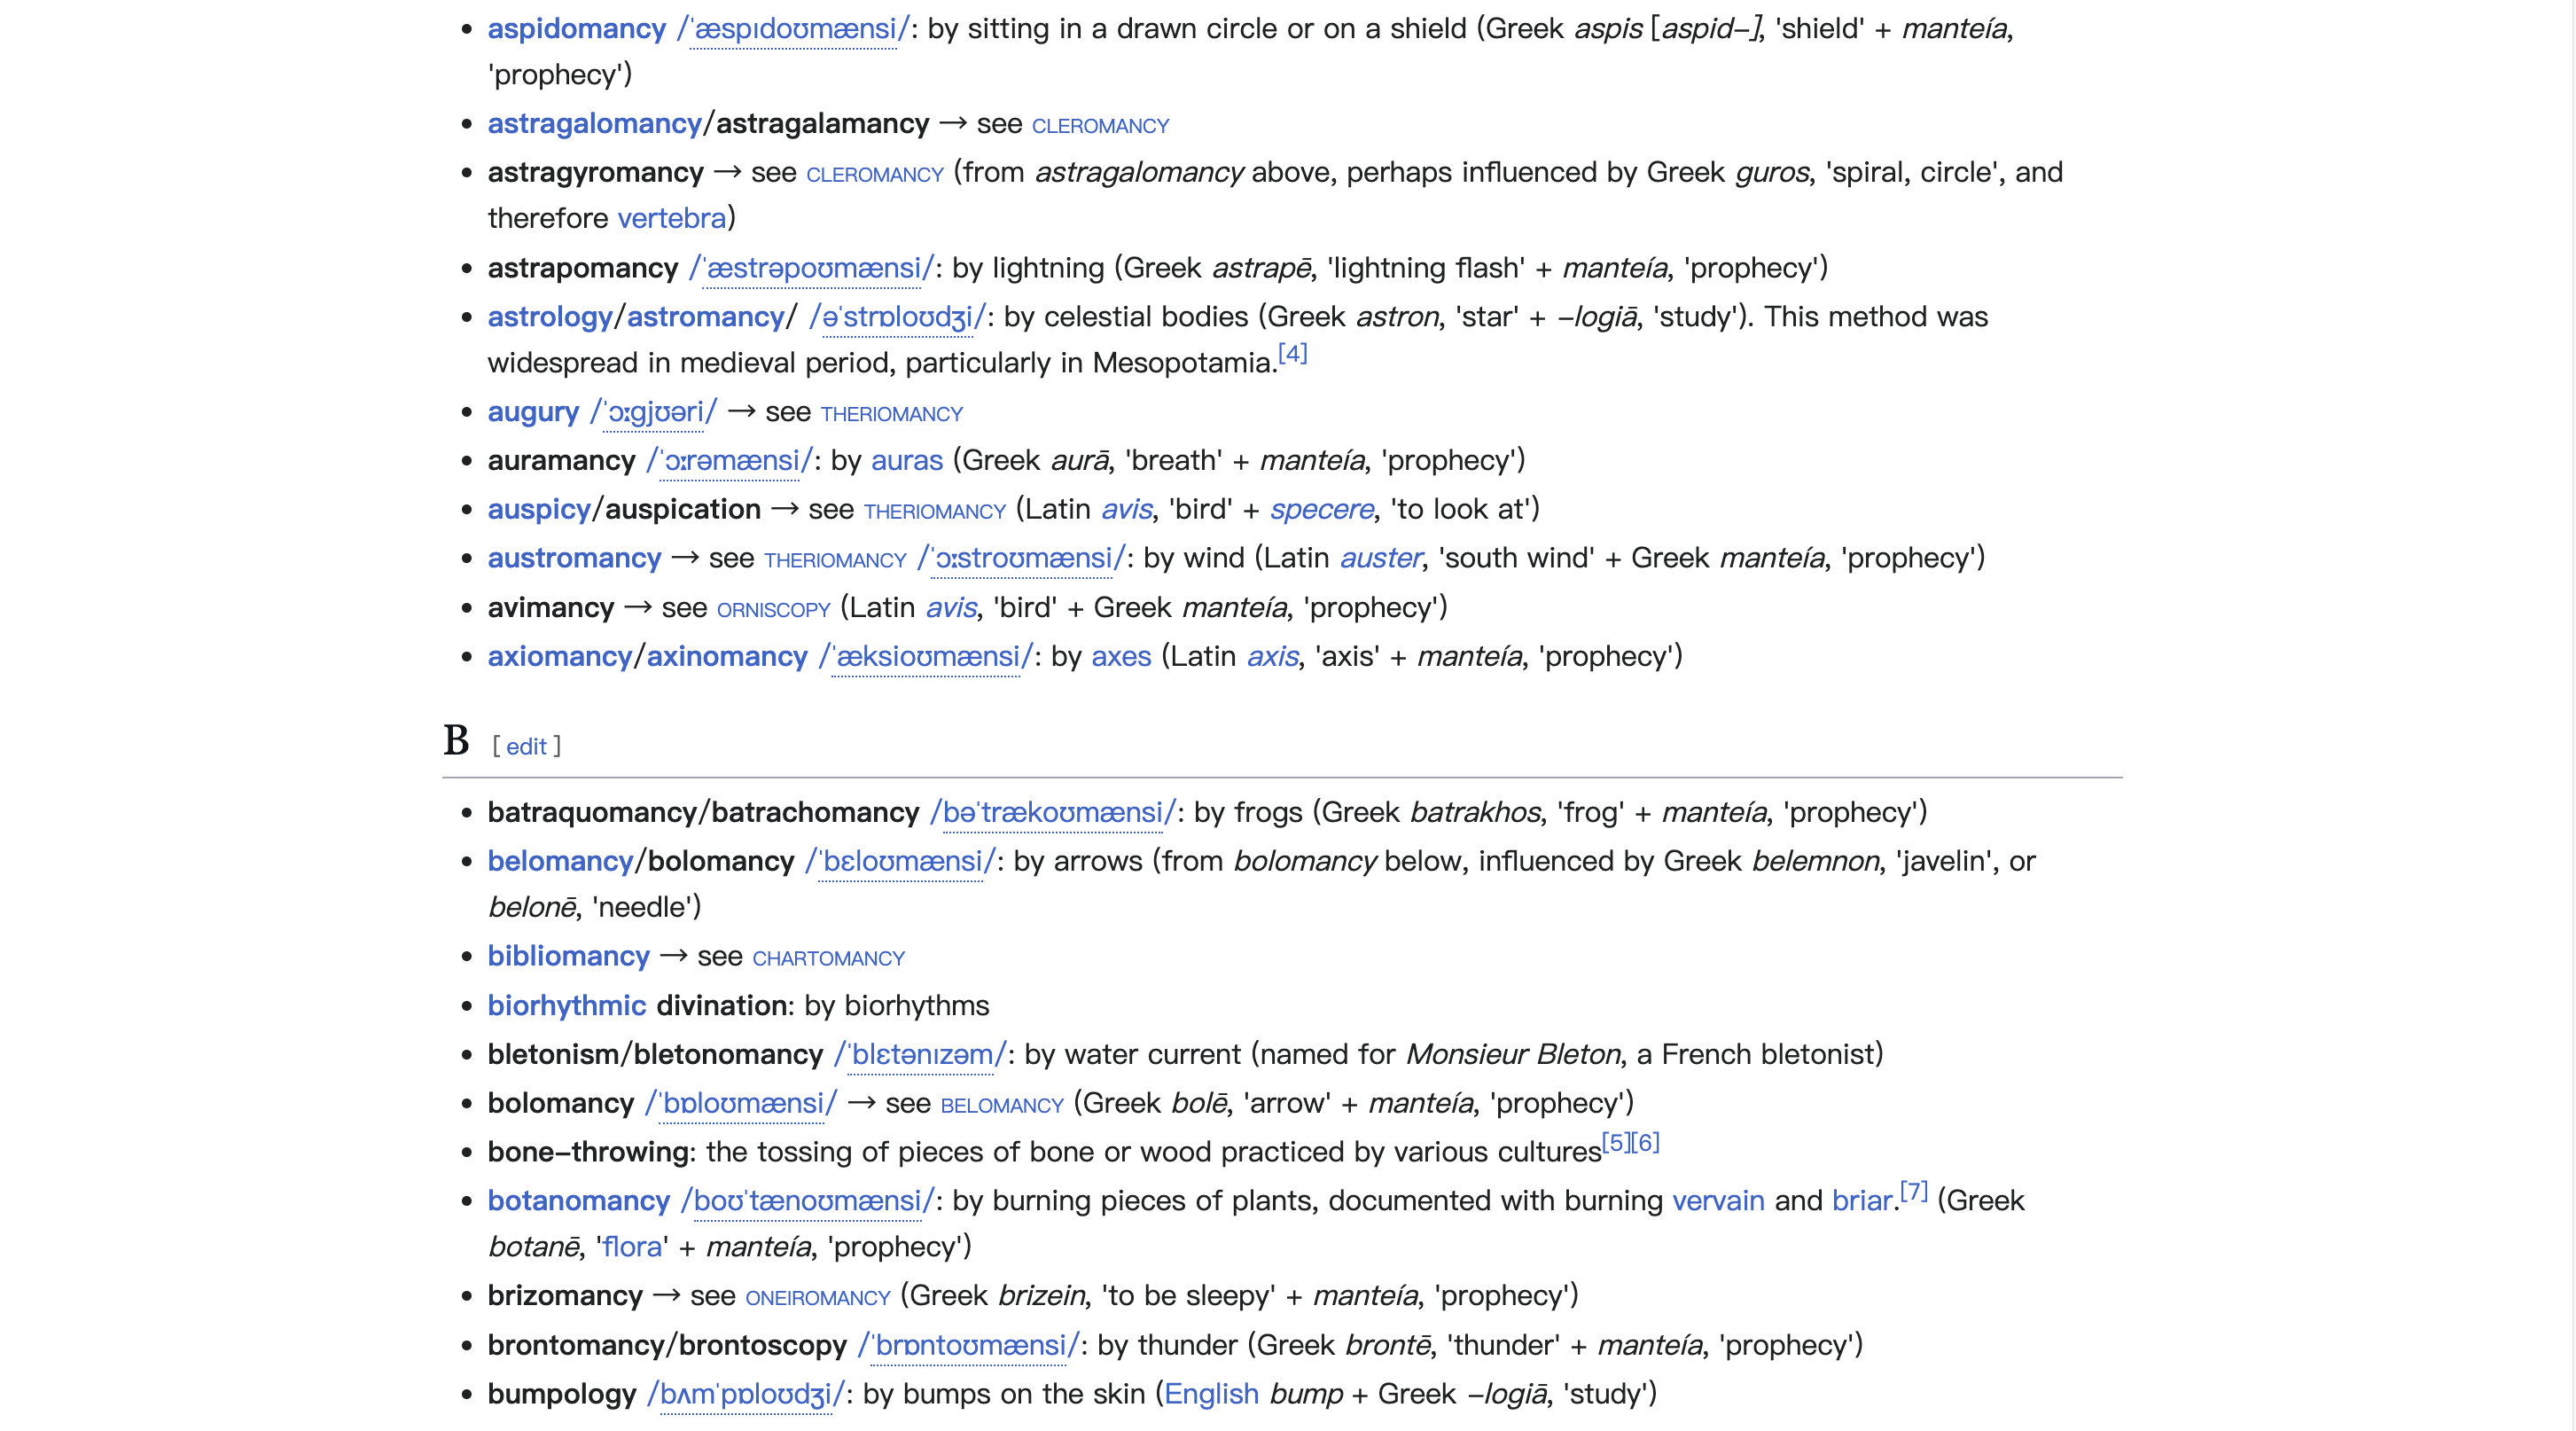 • aspidomancy /ˈæspɪdoʊmænsi/: by sitting in a drawn circle or on a shield (Greek aspis [aspid–], 'shield' + manteía,
'prophecy')
• astragalomancy/astragalamancy → see CLEROMANCY
• astragyromancy → see CLEROMANCY (from astragalomancy above, perhaps influenced by Greek guros, 'spiral, circle', and
therefore vertebra)
• astrapomancy /ˈæstrəpoʊmænsi/: by lightning (Greek astrapē, 'lightning flash' + manteía, 'prophecy')
• astrology/astromancy/ /əˈstrɒloʊdʒi/: by celestial bodies (Greek astron, 'star' + –logiā, 'study'). This method was
widespread in medieval period, particularly in Mesopotamia.[4]
• augury /ˈɔːɡjʊəri/ → see THERIOMANCY
• auramancy /ˈɔːrəmænsi/: by auras (Greek aurā, 'breath' + manteía, 'prophecy')
• auspicy/auspication → see THERIOMANCY (Latin avis, 'bird' + specere, 'to look at')
• austromancy → see THERIOMANCY /ˈɔːstroʊmænsi/: by wind (Latin auster, 'south wind' + Greek manteía, 'prophecy')
• avimancy → see ORNISCOPY (Latin avis, 'bird' + Greek manteía, 'prophecy')
• axiomancy/axinomancy /ˈæksioʊmænsi/: by axes (Latin axis, 'axis' + manteía, 'prophecy')
B [ edit ]
• batraquomancy/batrachomancy /bəˈtrækoʊmænsi/: by frogs (Greek batrakhos, 'frog' + manteía, 'prophecy')
• belomancy/bolomancy /ˈbɛloʊmænsi/: by arrows (from bolomancy below, influenced by Greek belemnon, 'javelin', or
belonē, 'needle')
• bibliomancy → see CHARTOMANCY
• biorhythmic divination: by biorhythms
• bletonism/bletonomancy /ˈblɛtənɪzəm/: by water current (named for Monsieur Bleton, a French bletonist)
• bolomancy /ˈbɒloʊmænsi/ → see BELOMANCY (Greek bolē, 'arrow' + manteía, 'prophecy')
• bone–throwing: the tossing of pieces of bone or wood practiced by various cultures[5][6]
• botanomancy /boʊˈtænoʊmænsi/: by burning pieces of plants, documented with burning vervain and briar.[7] (Greek
botanē, 'flora' + manteía, 'prophecy')
• brizomancy → see ONEIROMANCY (Greek brizein, 'to be sleepy' + manteía, 'prophecy')
• brontomancy/brontoscopy /ˈbrɒntoʊmænsi/: by thunder (Greek brontē, 'thunder' + manteía, 'prophecy')
• bumpology /bʌmˈpɒloʊdʒi/: by bumps on the skin (English bump + Greek –logiā, 'study')